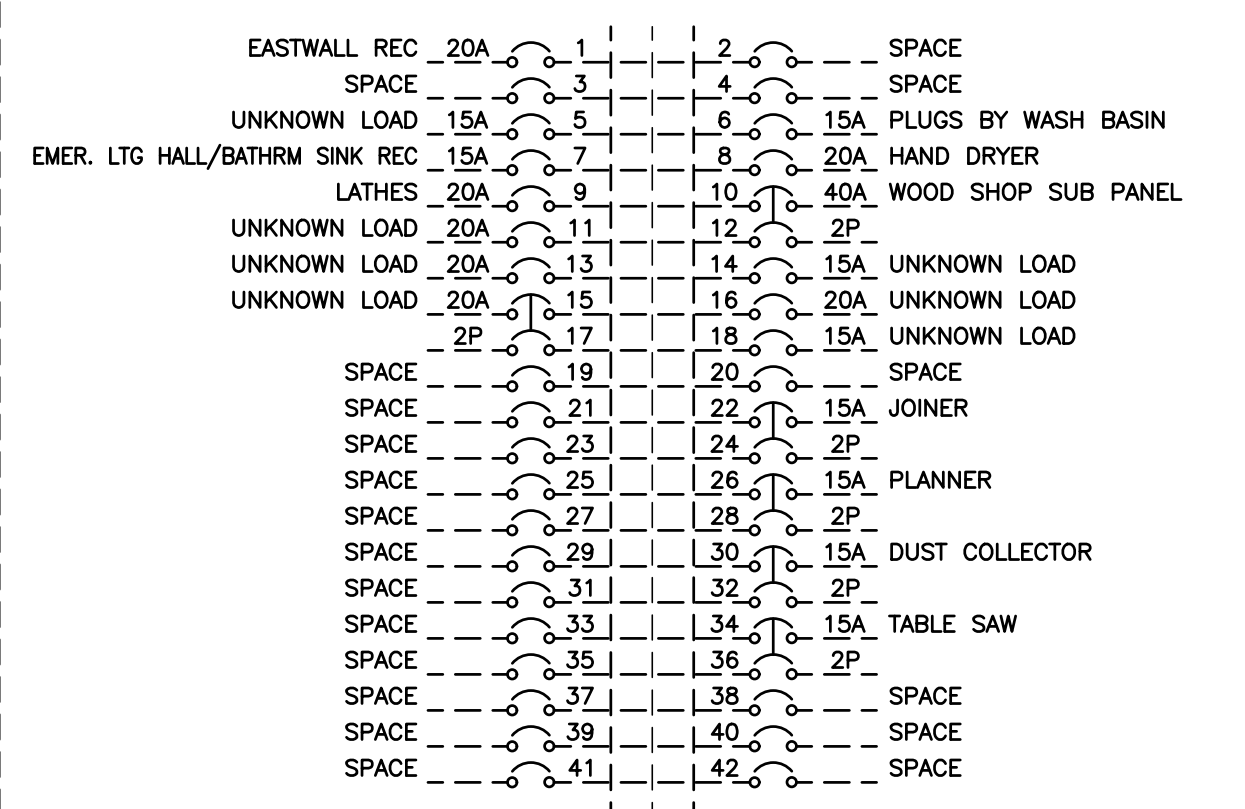 EASTWALL REC 20A 1 2 SPACE
SPACE 3 4 SPACE
UNKNOWN LOAD 15A 5 6 15A PLUGS BY WASH BASIN
EMER. LTG HALL/BATHRM SINK REC 15A 7 8 20A HAND DRYER
LATHES 20A 9 10 40A WOOD SHOP SUB PANEL
UNKNOWN LOAD 20A 11 12 2P
UNKNOWN LOAD 20A 13 14 15A UNKNOWN LOAD
UNKNOWN LOAD 20A 15 16 20A UNKNOWN LOAD
2P 17 18 15A UNKNOWN LOAD
SPACE 19 20 SPACE
SPACE 21 22 15A JOINER
SPACE 23 24 2P
SPACE 25 26 15A PLANNER
SPACE 27 28 2P
SPACE 29 30 15A DUST COLLECTOR
SPACE 31 32 2P
SPACE 33 34 15A TABLE SAW
SPACE 35 36 2P
SPACE 37 38 SPACE
SPACE 39 40 SPACE
SPACE 41 42 SPACE